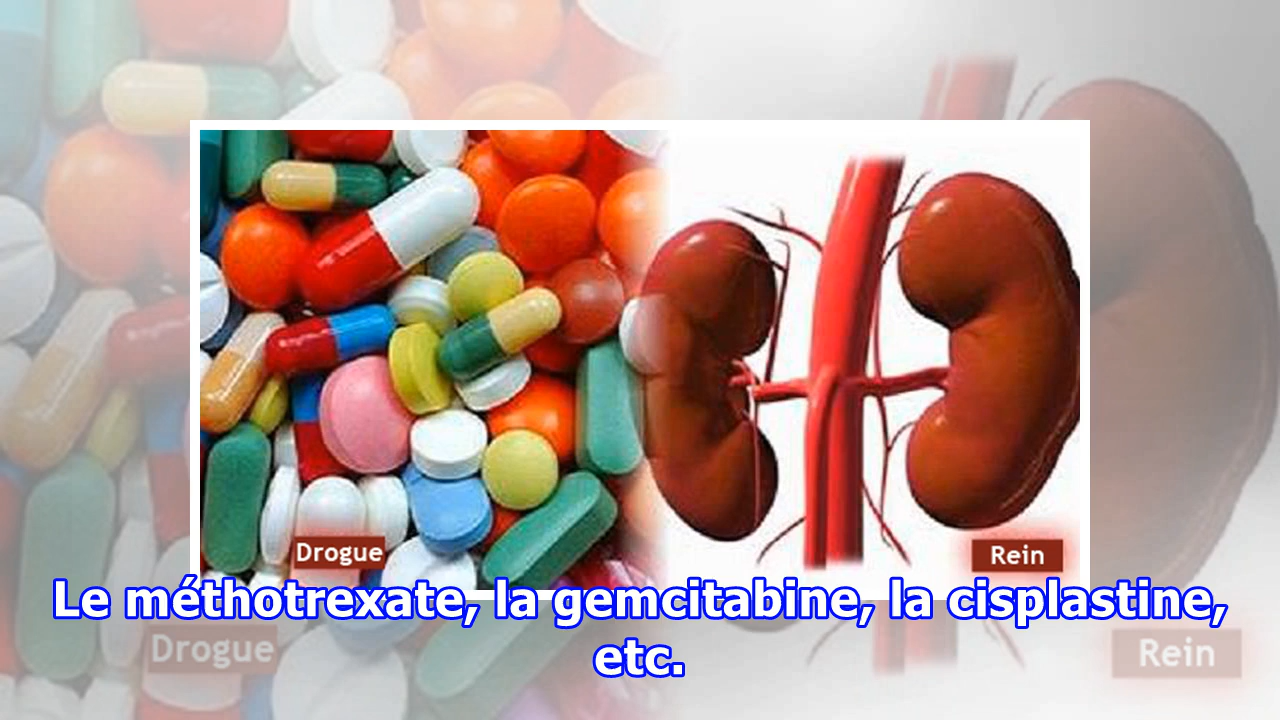 Drogue
Rein
Le méthotrexate, la gemcitabine, la cisplastine,
etc.
Drogue
Rein